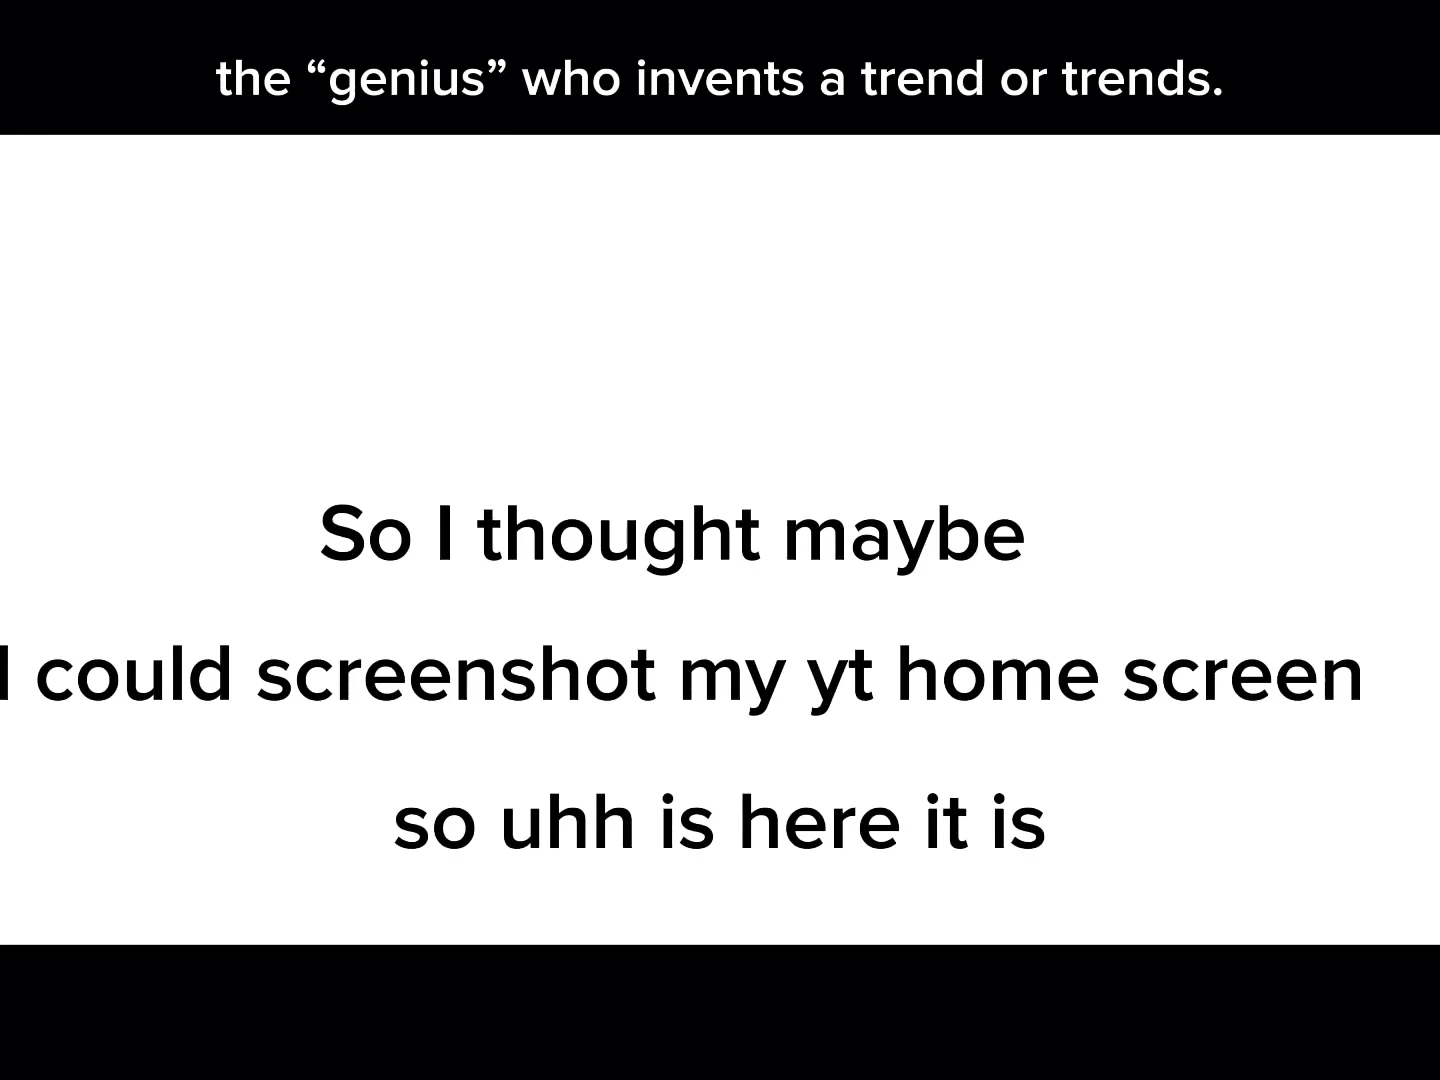 the “genius” who invents a trend or trends.
So I thought maybe
I could screenshot my yt home screen
so uhh is here it is